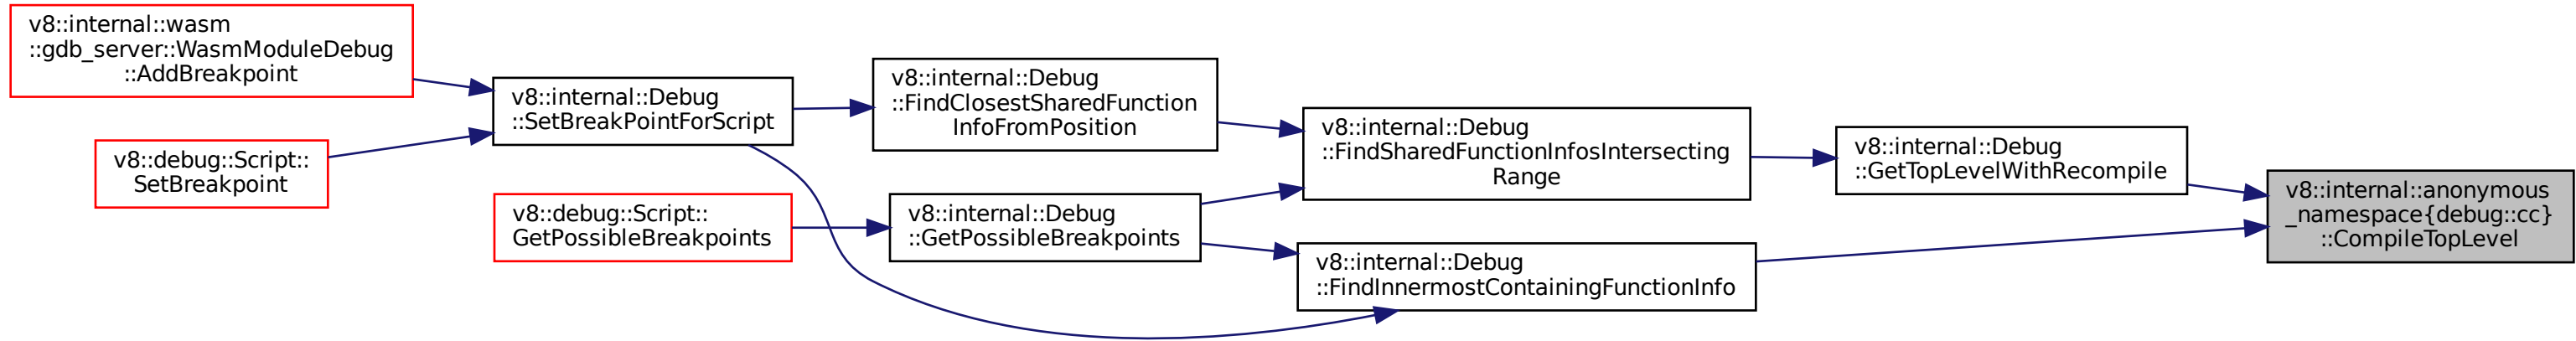 v8::internal::wasm
::gdb_server::WasmModuleDebug
::AddBreakpoint
v8::debug::Script::
SetBreakpoint
v8::internal::Debug
::SetBreakPointForScript
v8::debug::Script::
GetPossibleBreakpoints
v8::internal::Debug
::FindClosestSharedFunction
InfoFromPosition
v8::internal::Debug
::GetPossibleBreakpoints
v8::internal::Debug
::FindSharedFunctionInfosIntersecting
Range
v8::internal::Debug
::FindInnermostContainingFunctionInfo
v8::internal::Debug
::GetTopLevelWithRecompile
v8::internal::anonymous
_namespace{debug::cc}
::CompileTopLevel